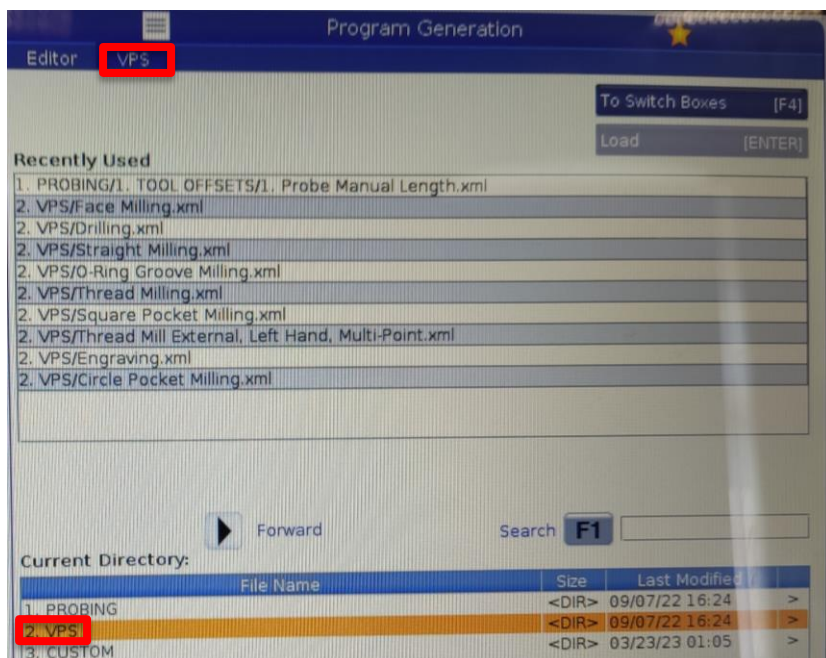 Program Generation
Editor VPS
To Switch Boxes [F4]
Load [ENTER]
Recently Used
1. PROBING/1. TOOL OFFSETS/1. Probe Manual Length.xml
2. VPS/Face Milling.xml
2. VPS/Drilling.xml
2. VPS/Straight Milling.xml
2. VPS/O-Ring Groove Milling.xml
2. VPS/Thread Milling.xml
2. VPS/Square Pocket Milling.xml
2. VPS/Thread Mill External, Left Hand, Multi-Point.xml
2. VPS/Engraving.xml
2. VPS/Circle Pocket Milling.xml
Forward Search F1
Current Directory:
File Name Size Last Modified
1. PROBING <DIR> 09/07/22 16:24 >
2. VPS <DIR> 09/07/22 16:24 >
3. CUSTOM <DIR> 03/23/23 01:05 >